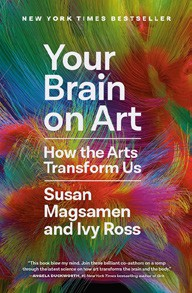 NEW YORK TIMES BESTSELLER
Your
Brain
on Art
How the Arts
Transform Us
Susan
Magsamen
and Ivy Ross
"This book blew my mind. Join these brilliant co-authors on a romp
through the latest science on how art transforms the brain and the body."
—ANGELA DUCKWORTH, #1 New York Times bestselling author of Grit